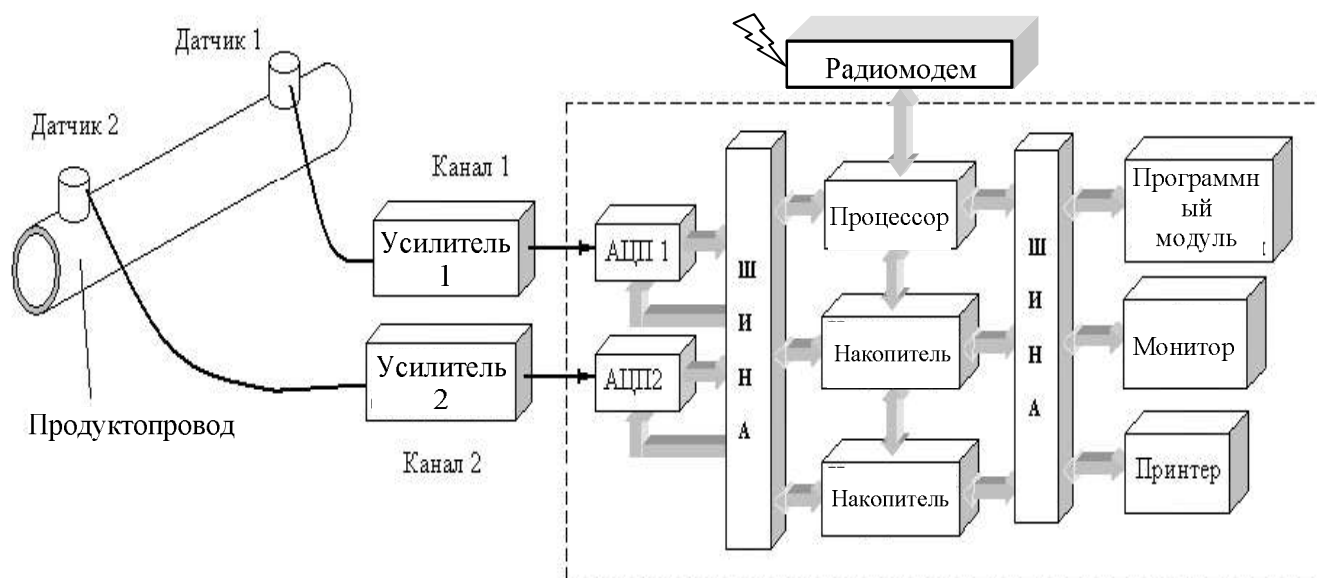 Датчик 1
Радиомодем
Датчик 2
Канал 1
Усилитель
1
АЦП 1
Ш
И
Н
А
Процессор
Ш
И
Н
А
Программн
ый
модуль
Усилитель
2
АЦП2
Накопитель
Монитор
Продуктопровод
Канал 2
Накопитель
Принтер